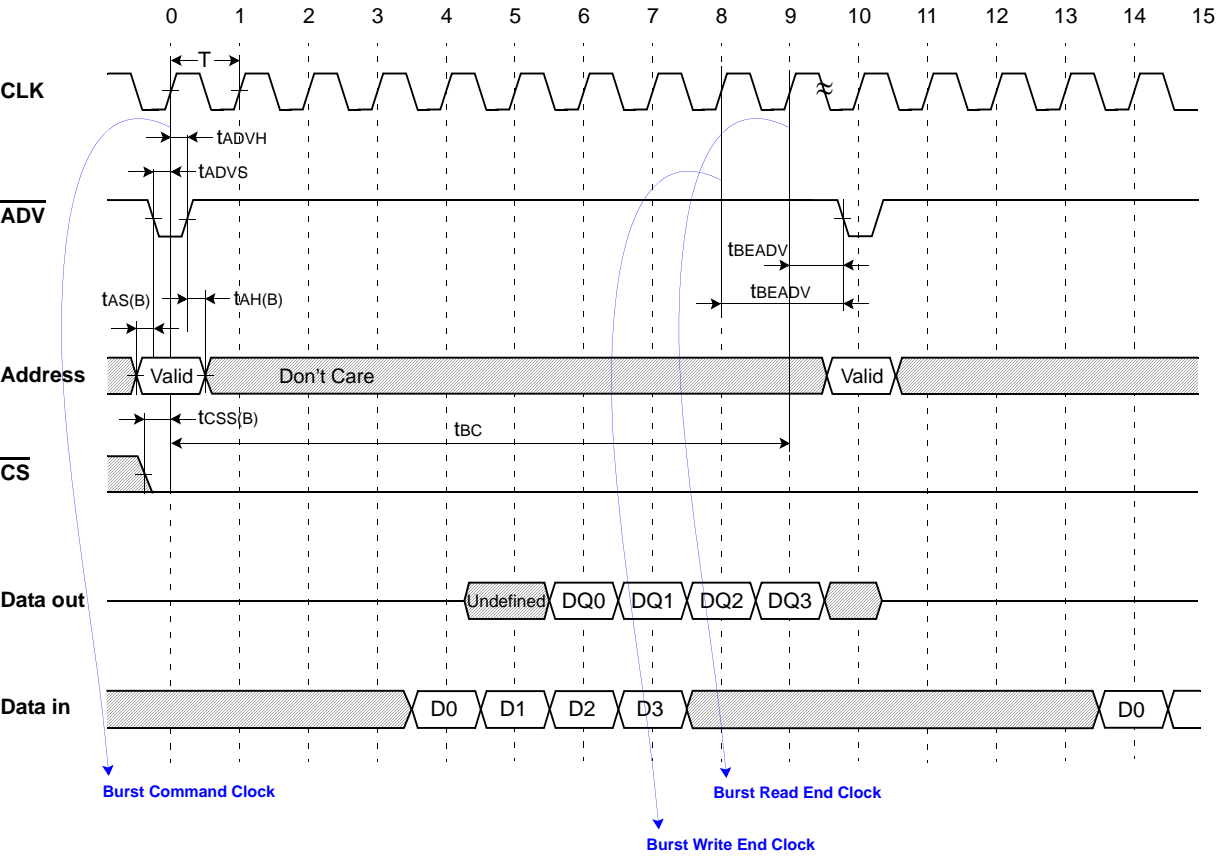 0 1 2 3 4 5 6 7 8 9 10 11 12 13 14 15
T
CLK
tADVH
tADVS
ADV
tBEADV
tBEADV
tAS(B) tAH(B)
Address Valid Don't Care Valid
tCSS(B)
tBC
CS
Data out Undefined DQ0 DQ1 DQ2 DQ3
Data in D0 D1 D2 D3 D0
Burst Command Clock Burst Read End Clock
Burst Write End Clock